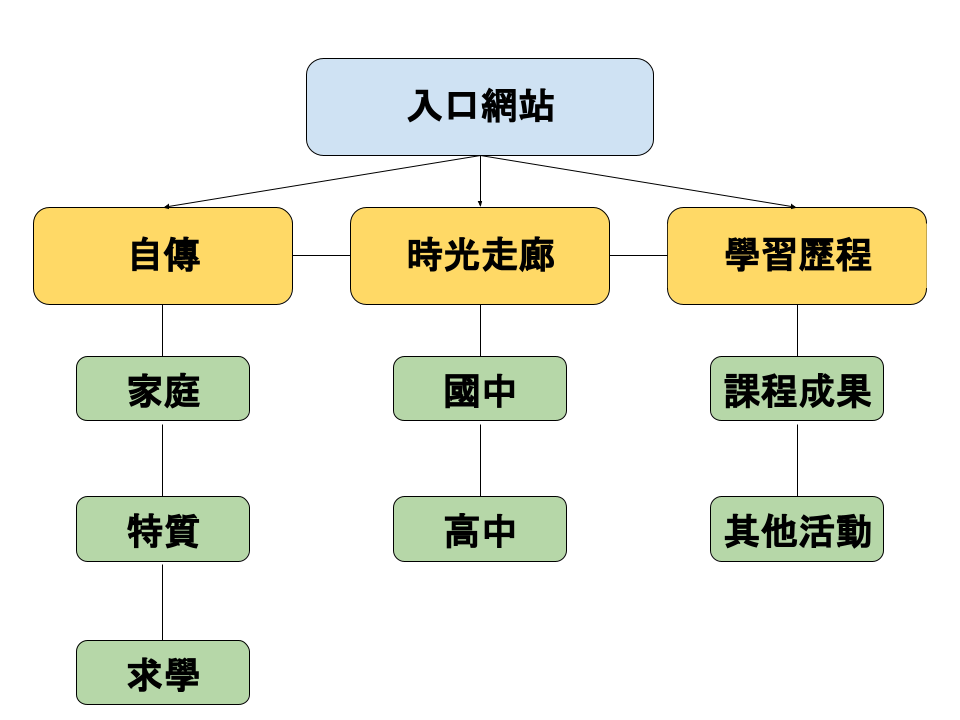 入口網站
自傳
時光走廊
學習歷程
家庭
國中
課程成果
特質
高中
其他活動
求學